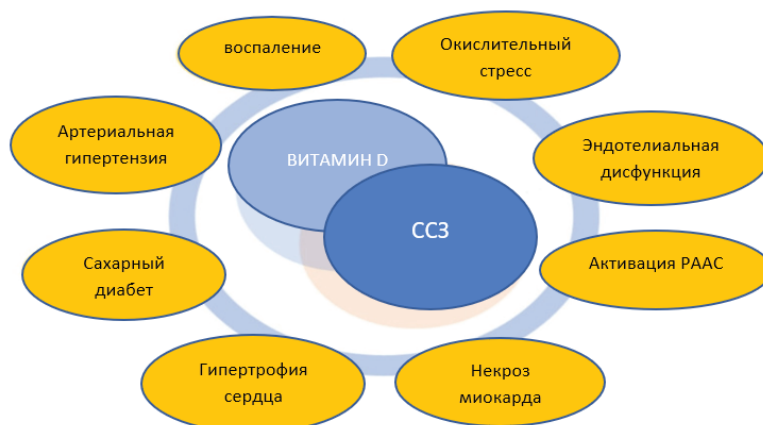 воспаление
Окислительный
стресс
Артериальная
гипертензия
ВИТАМИН D
Эндотелиальная
дисфункция
ССЗ
Сахарный
диабет
Активация РААС
Гипертрофия
сердца
Некроз
миокарда